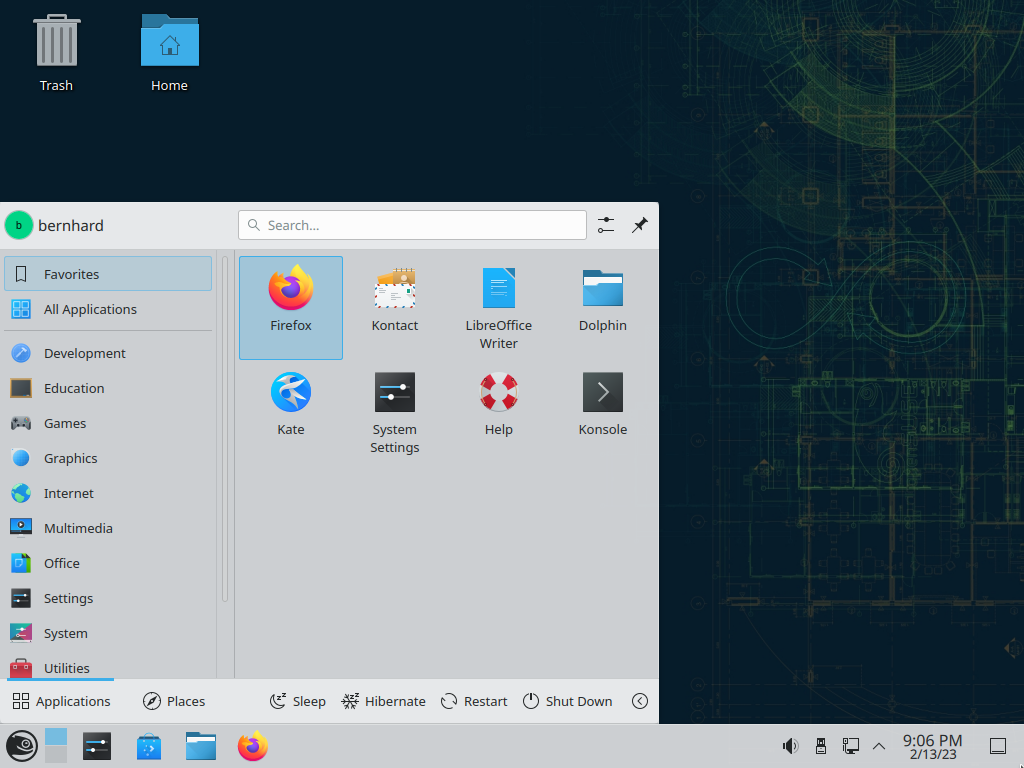 Trash
Home
b
bernhard
Search...
Favorites
All Applications
Development
Education
Games
Graphics
Internet
Multimedia
Office
Settings
System
Utilities
Firefox
Kontact
LibreOffice
Writer
Dolphin
Kate
System
Settings
Help
Konsole
Applications
Places
Sleep
Hibernate
Restart
Shut Down
9:06 PM
2/13/23